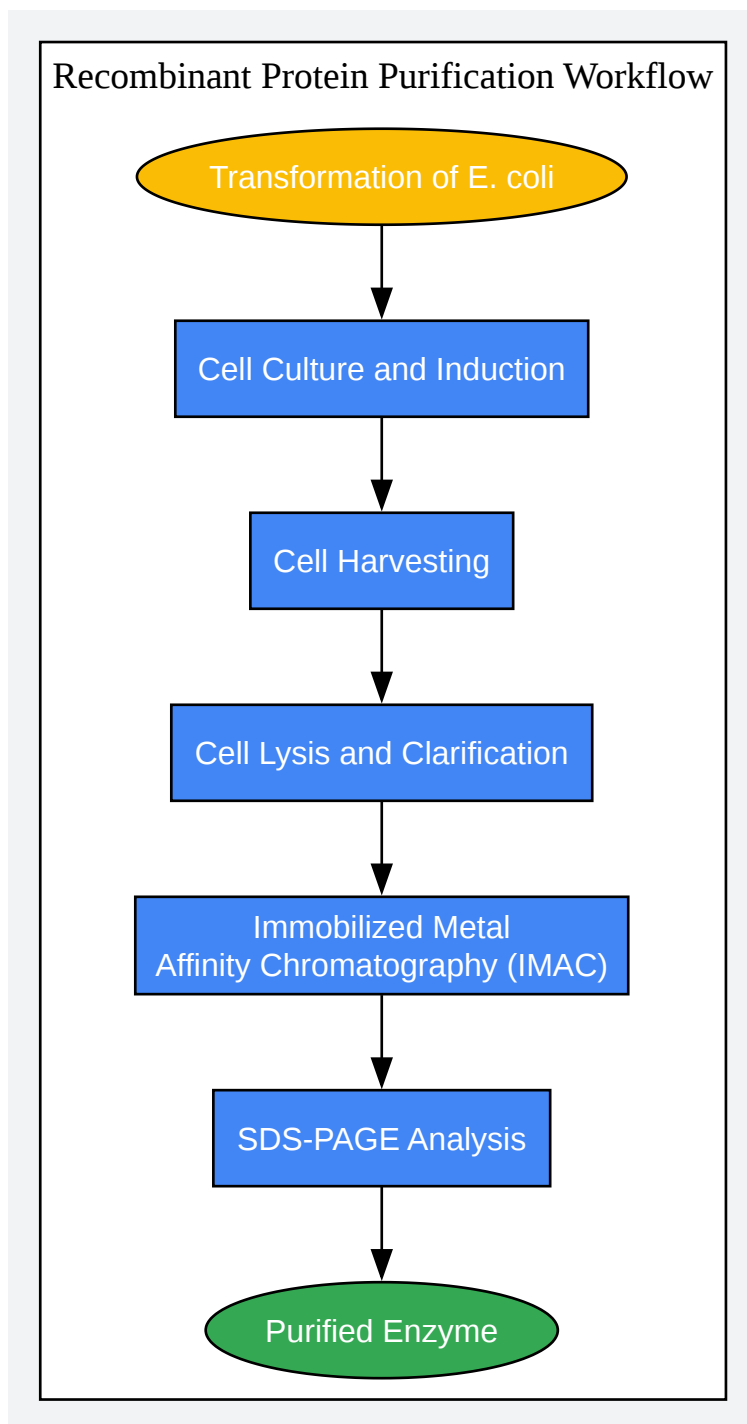 Recombinant Protein Purification Workflow
Transformation of E. coli
Cell Culture and Induction
Cell Harvesting
Cell Lysis and Clarification
Immobilized Metal
Affinity Chromatography (IMAC)
SDS-PAGE Analysis
Purified Enzyme